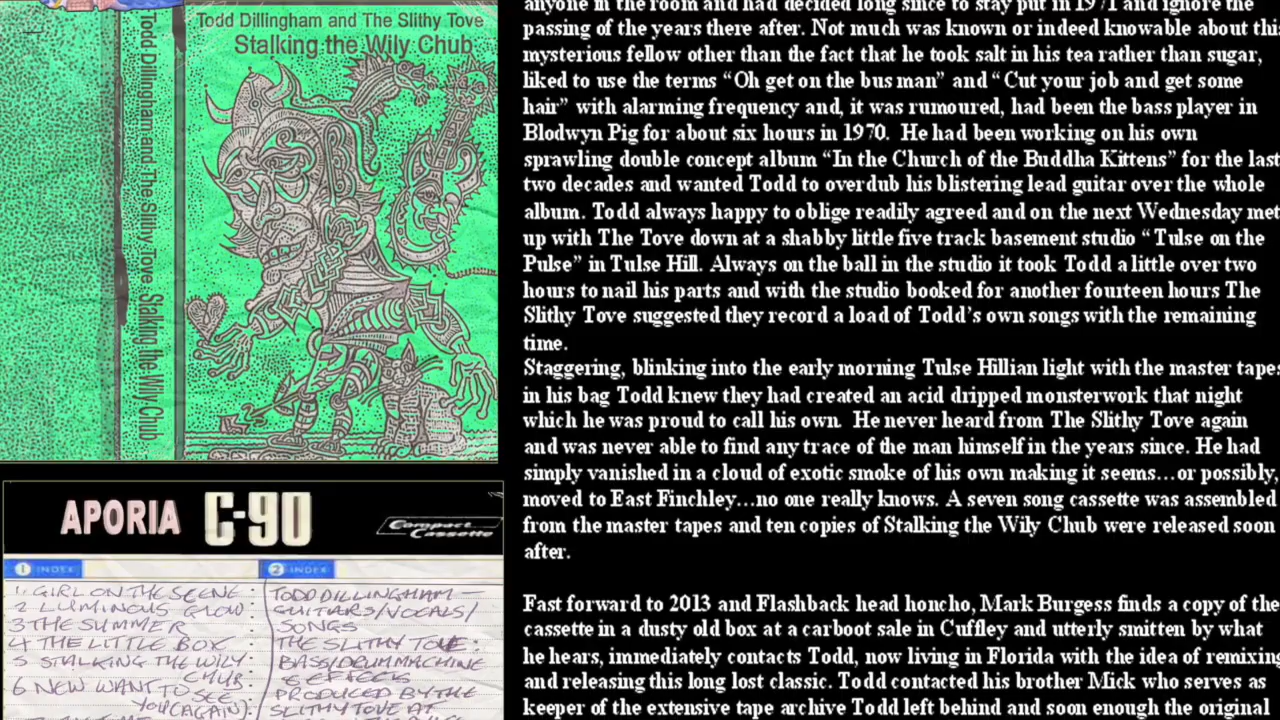 Todd Dillingham and The Slithy Tove
Stalking the Wily Chub
Todd Dillingham and The Slithy Tove Stalking the Wily Chub
APORIA C-90
Compact
Cassette
1 INDEX
1. GIRL ON THE SCENE
2 LUMINOUS GLOW
3 THE SUMMER
4 THE LITTLE BOX
5 STALKING THE WILY
CHUB
6 NEW WANT TO SEE
YOU (AGAIN)
2 INDEX
TODD DILLINGHAM —
GUITARS/VOCALS/
SONGS
THE SLITHY TOVE:
BASS/DRUM MACHINE
& EFFECTS
PRODUCED BY THE
SLITHY TOVE AT
anyone in the room and had decided long since to stay put in 1971 and ignore the
passing of the years there after. Not much was known or indeed knowable about this
mysterious fellow other than the fact that he took salt in his tea rather than sugar,
liked to use the terms “Oh get on the bus man” and “Cut your job and get some
hair” with alarming frequency and, it was rumoured, had been the bass player in
Blodwyn Pig for about six hours in 1970. He had been working on his own
sprawling double concept album “In the Church of the Buddha Kittens” for the last
two decades and wanted Todd to overdub his blistering lead guitar over the whole
album. Todd always happy to oblige readily agreed and on the next Wednesday met
up with The Tove down at a shabby little five track basement studio “Tulse on the
Pulse” in Tulse Hill. Always on the ball in the studio it took Todd a little over two
hours to nail his parts and with the studio booked for another fourteen hours The
Slithy Tove suggested they record a load of Todd’s own songs with the remaining
time.
Staggering, blinking into the early morning Tulse Hillian light with the master tapes
in his bag Todd knew they had created an acid dripped monsterwork that night
which he was proud to call his own. He never heard from The Slithy Tove again
and was never able to find any trace of the man himself in the years since. He had
simply vanished in a cloud of exotic smoke of his own making it seems...or possibly,
moved to East Finchley...no one really knows. A seven song cassette was assembled
from the master tapes and ten copies of Stalking the Wily Chub were released soon
after.
Fast forward to 2013 and Flashback head honcho, Mark Burgess finds a copy of the
cassette in a dusty old box at a carboot sale in Cuffley and utterly smitten by what
he hears, immediately contacts Todd, now living in Florida with the idea of remixing
and releasing this long lost classic. Todd contacted his brother Mick who serves as
keeper of the extensive tape archive Todd left behind and soon enough the original